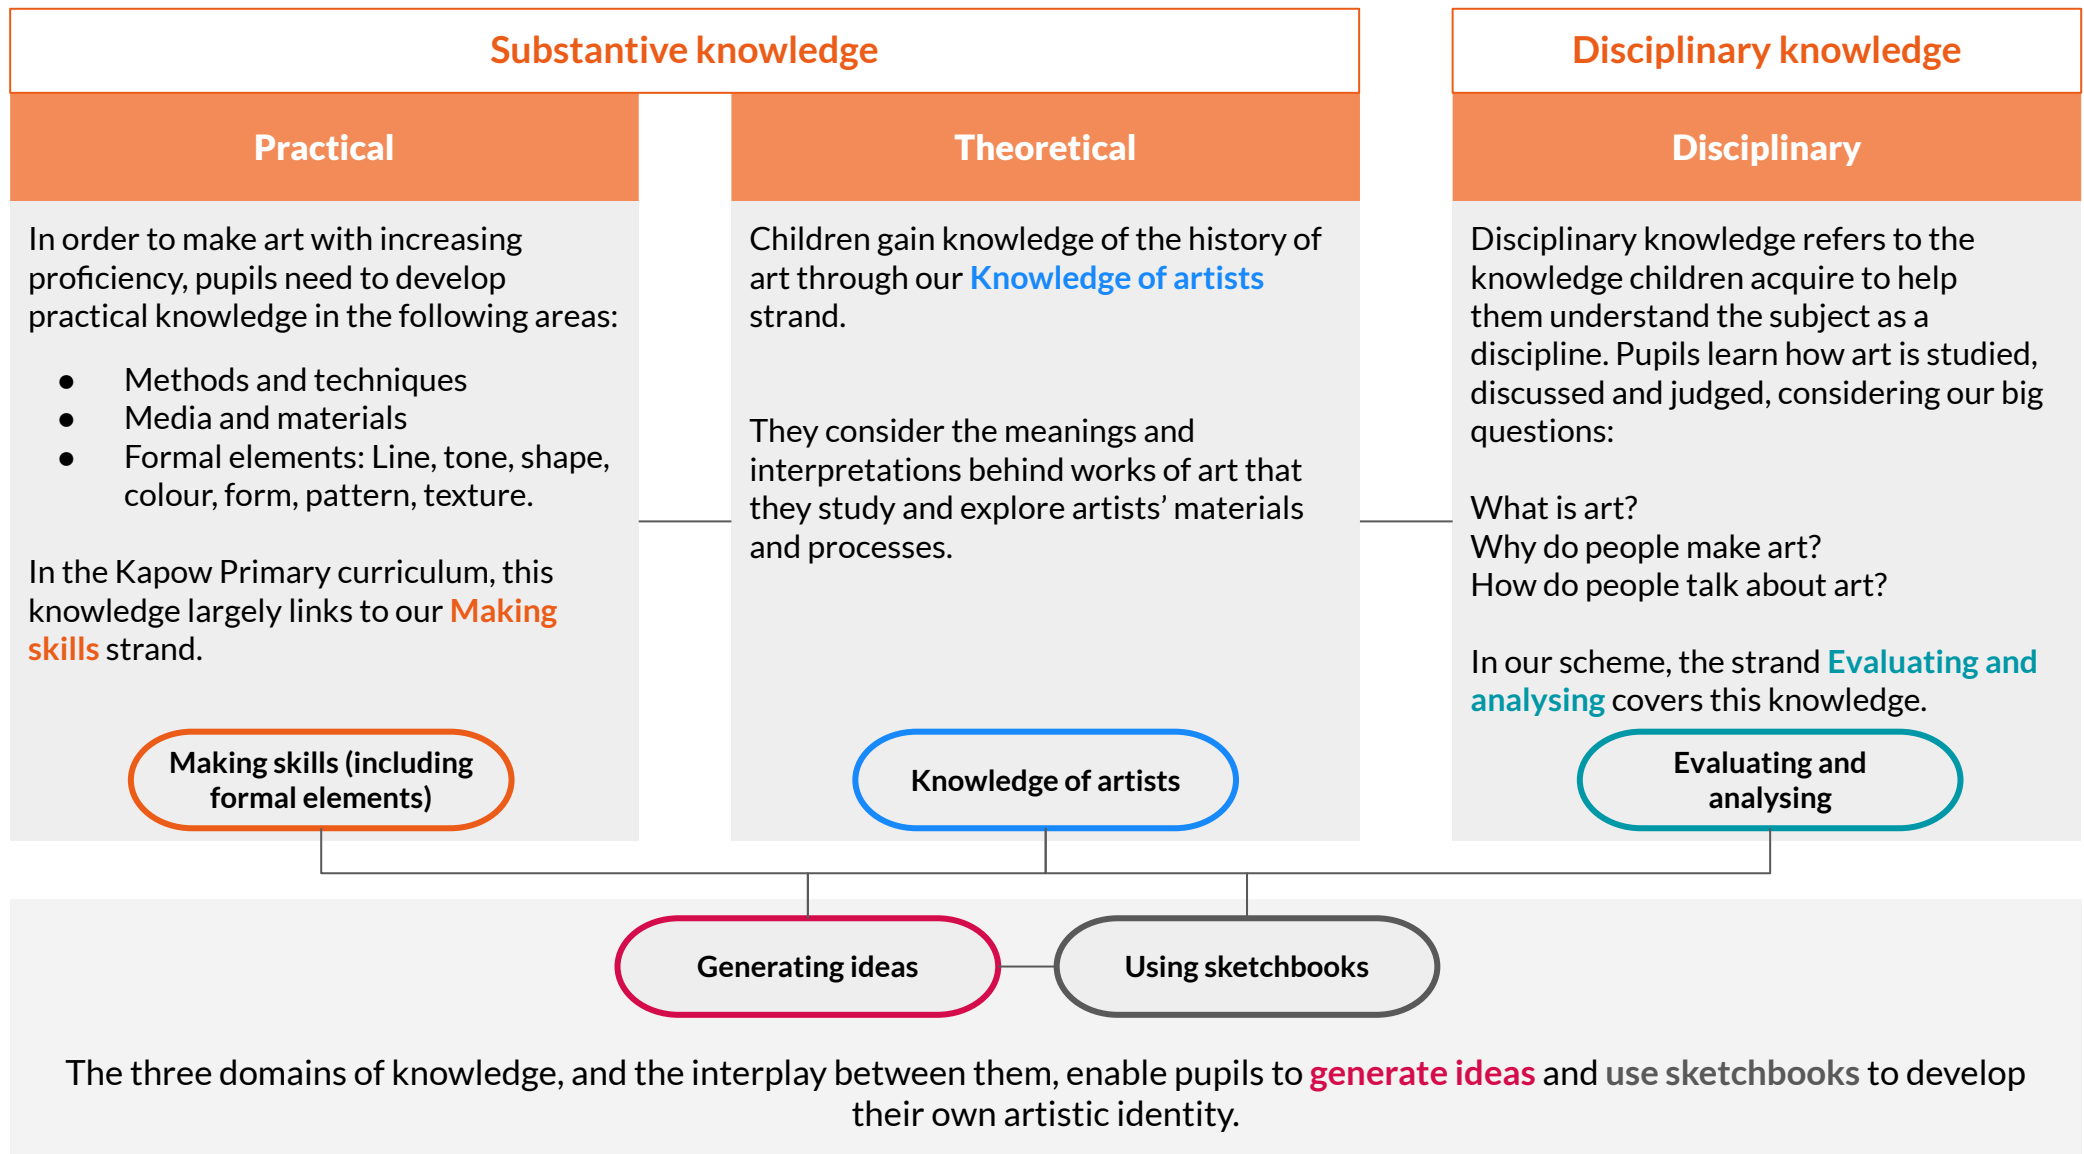 Substantive knowledge
Disciplinary knowledge
Practical
Theoretical
Disciplinary
In order to make art with increasing
proficiency, pupils need to develop
practical knowledge in the following areas:
● Methods and techniques
● Media and materials
● Formal elements: Line, tone, shape,
colour, form, pattern, texture.
In the Kapow Primary curriculum, this
knowledge largely links to our Making
skills strand.
Making skills (including
formal elements)
Children gain knowledge of the history of
art through our Knowledge of artists
strand.
They consider the meanings and
interpretations behind works of art that
they study and explore artists’ materials
and processes.
Knowledge of artists
Disciplinary knowledge refers to the
knowledge children acquire to help
them understand the subject as a
discipline. Pupils learn how art is studied,
discussed and judged, considering our big
questions:
What is art?
Why do people make art?
How do people talk about art?
In our scheme, the strand Evaluating and
analysing covers this knowledge.
Evaluating and
analysing
Generating ideas
Using sketchbooks
The three domains of knowledge, and the interplay between them, enable pupils to generate ideas and use sketchbooks to develop
their own artistic identity.